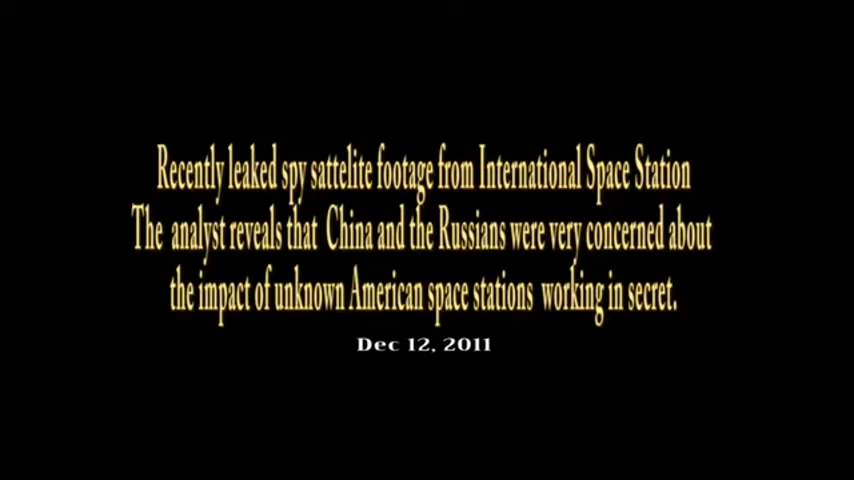 Recently leaked spy sattelite footage from International Space Station
The analyst reveals that China and the Russians were very concerned about
the impact of unknown American space stations working in secret.
Dec 12, 2011